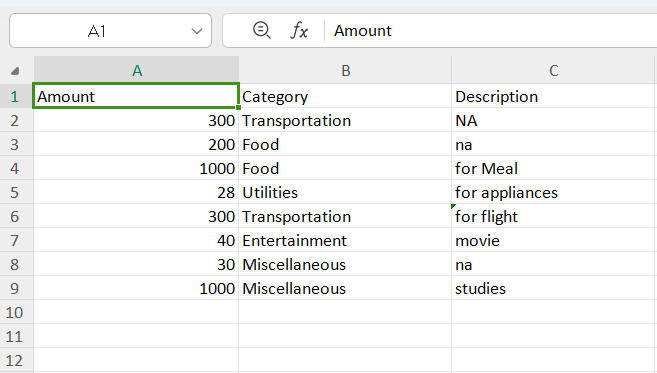 A1 fx Amount
A B C
1 Amount Category Description
2 300 Transportation NA
3 200 Food na
4 1000 Food for Meal
5 28 Utilities for appliances
6 300 Transportation for flight
7 40 Entertainment movie
8 30 Miscellaneous na
9 1000 Miscellaneous studies
10
11
12